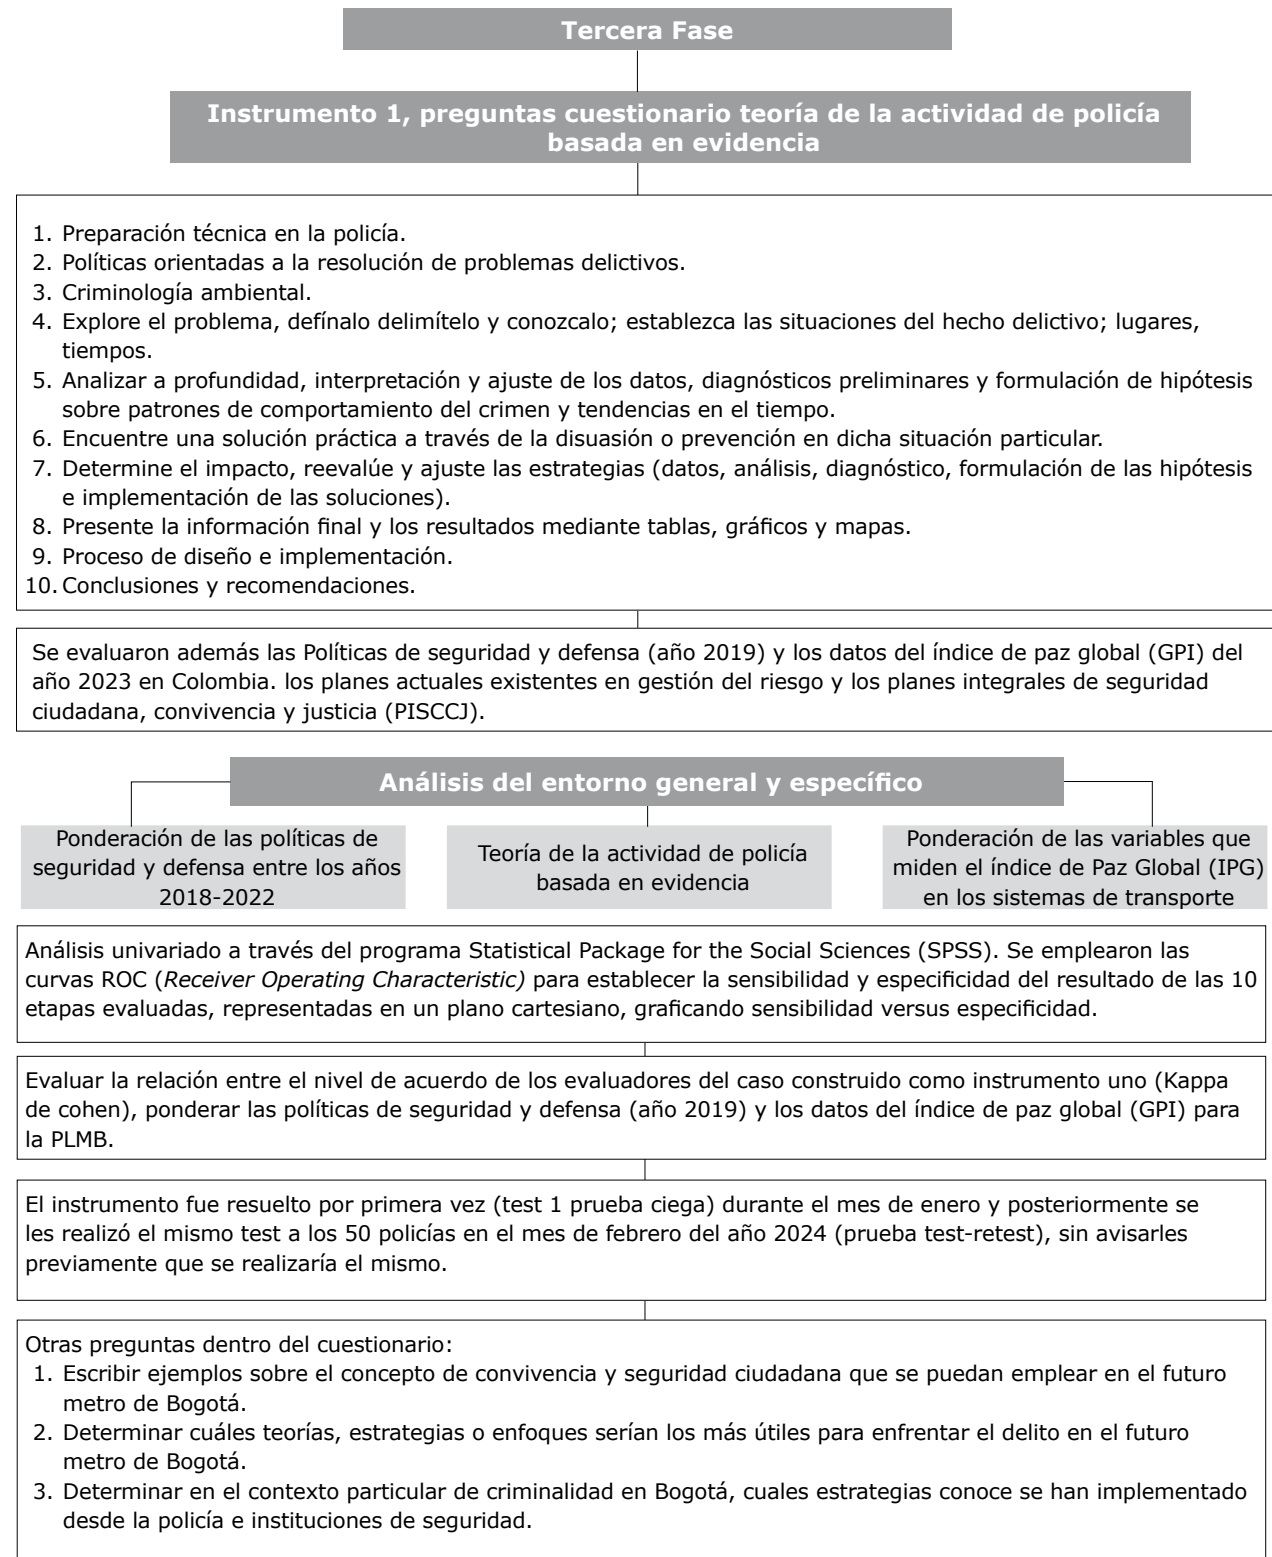 Tercera Fase
Instrumento 1, preguntas cuestionario teoría de la actividad de policía
basada en evidencia
1. Preparación técnica en la policía.
2. Políticas orientadas a la resolución de problemas delictivos.
3. Criminología ambiental.
4. Explore el problema, defínalo delimítelo y conozcalo; establezca las situaciones del hecho delictivo; lugares,
tiempos.
5. Analizar a profundidad, interpretación y ajuste de los datos, diagnósticos preliminares y formulación de hipótesis
sobre patrones de comportamiento del crimen y tendencias en el tiempo.
6. Encuentre una solución práctica a través de la disuasión o prevención en dicha situación particular.
7. Determine el impacto, reevalúe y ajuste las estrategias (datos, análisis, diagnóstico, formulación de las hipótesis
e implementación de las soluciones).
8. Presente la información final y los resultados mediante tablas, gráficos y mapas.
9. Proceso de diseño e implementación.
10. Conclusiones y recomendaciones.
Se evaluaron además las Políticas de seguridad y defensa (año 2019) y los datos del índice de paz global (GPI) del
año 2023 en Colombia. los planes actuales existentes en gestión del riesgo y los planes integrales de seguridad
ciudadana, convivencia y justicia (PISCCJ).
Análisis del entorno general y específico
Ponderación de las políticas de
seguridad y defensa entre los años
2018-2022
Teoría de la actividad de policía
basada en evidencia
Ponderación de las variables que
miden el índice de Paz Global (IPG)
en los sistemas de transporte
Análisis univariado a través del programa Statistical Package for the Social Sciences (SPSS). Se emplearon las
curvas ROC (Receiver Operating Characteristic) para establecer la sensibilidad y especificidad del resultado de las 10
etapas evaluadas, representadas en un plano cartesiano, graficando sensibilidad versus especificidad.
Evaluar la relación entre el nivel de acuerdo de los evaluadores del caso construido como instrumento uno (Kappa
de cohen), ponderar las políticas de seguridad y defensa (año 2019) y los datos del índice de paz global (GPI) para
la PLMB.
El instrumento fue resuelto por primera vez (test 1 prueba ciega) durante el mes de enero y posteriormente se
les realizó el mismo test a los 50 policías en el mes de febrero del año 2024 (prueba test-retest), sin avisarles
previamente que se realizaría el mismo.
Otras preguntas dentro del cuestionario:
1. Escribir ejemplos sobre el concepto de convivencia y seguridad ciudadana que se puedan emplear en el futuro
metro de Bogotá.
2. Determinar cuáles teorías, estrategias o enfoques serían los más útiles para enfrentar el delito en el futuro
metro de Bogotá.
3. Determinar en el contexto particular de criminalidad en Bogotá, cuales estrategias conoce se han implementado
desde la policía e instituciones de seguridad.